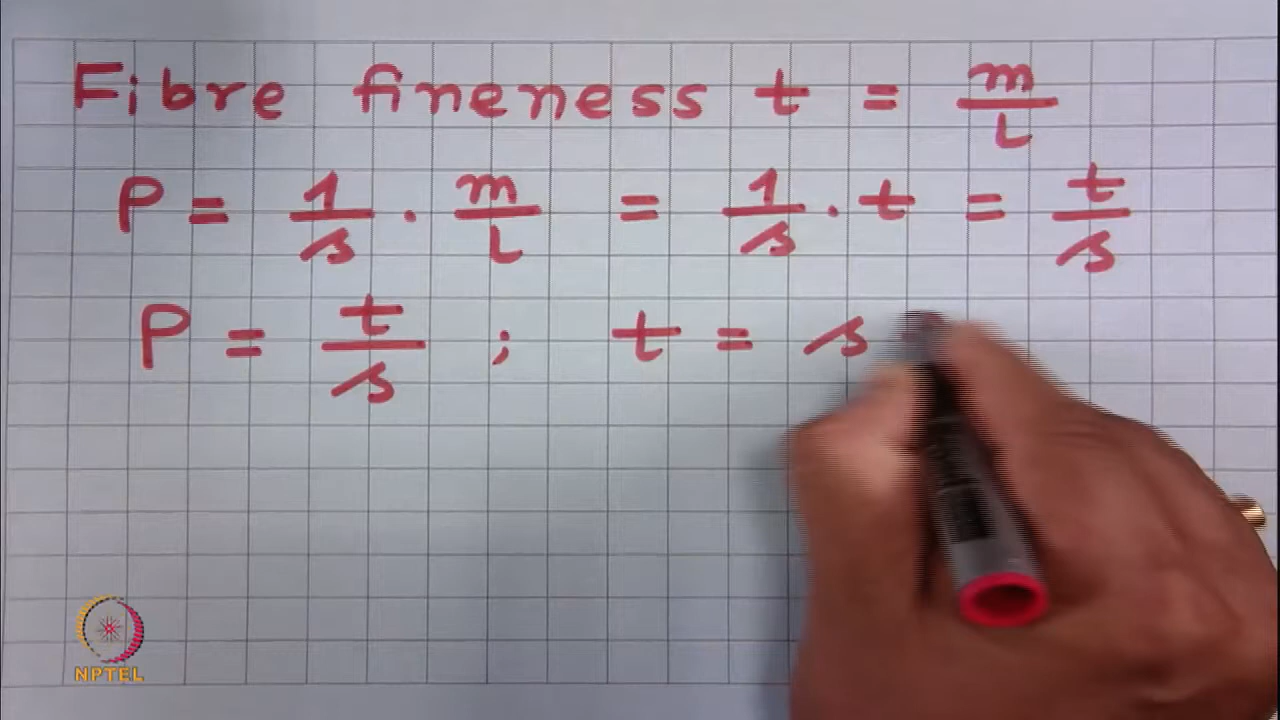 Fibre fineness t = m/l
P = 1/s · m/l = 1/s · t = t/s
P = t/s ; t = s
NPTEL